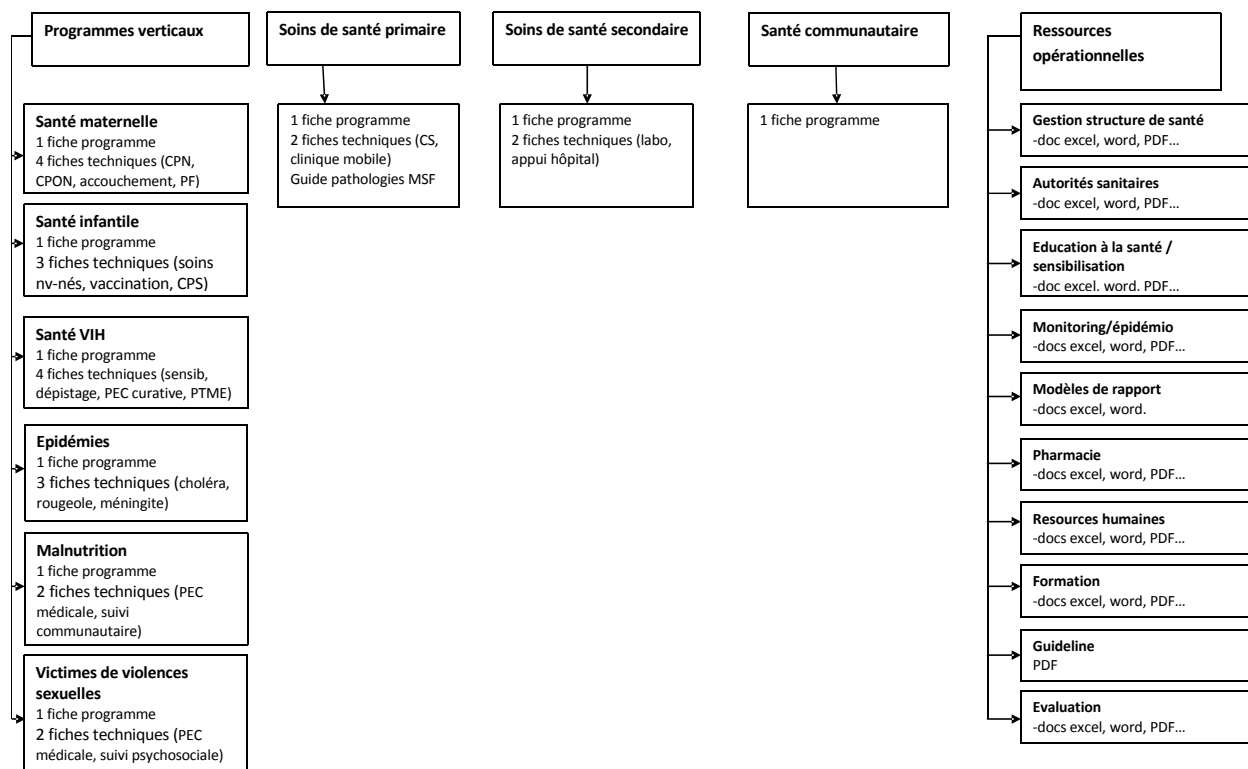 Programmes verticaux
Soins de santé primaire
Soins de santé secondaire
Santé communautaire
Ressources
opérationnelles
Santé maternelle
1 fiche programme
4 fiches techniques (CPN,
CPON, accouchement, PF)
Santé infantile
1 fiche programme
3 fiches techniques (soins
nv-nés, vaccination, CPS)
Santé VIH
1 fiche programme
4 fiches techniques (sensib,
dépistage, PEC curative, PTME)
Epidémies
1 fiche programme
3 fiches techniques (choléra,
rougeole, méningite)
Malnutrition
1 fiche programme
2 fiches techniques (PEC
médicale, suivi
communautaire)
Victimes de violences
sexuelles
1 fiche programme
2 fiches techniques (PEC
médicale, suivi psychosociale)
1 fiche programme
2 fiches techniques (CS,
clinique mobile)
Guide pathologies MSF
1 fiche programme
2 fiches techniques (labo,
appui hôpital)
1 fiche programme
Gestion structure de santé
-doc excel, word, PDF...
Autorités sanitaires
-doc excel, word, PDF...
Education à la santé /
sensibilisation
-doc excel. word. PDF...
Monitoring/épidémio
-docs excel, word, PDF...
Modèles de rapport
-docs excel, word.
Pharmacie
-docs excel, word, PDF...
Resources humaines
-docs excel, word, PDF...
Formation
-docs excel, word, PDF...
Guideline
PDF
Evaluation
-docs excel, word, PDF...